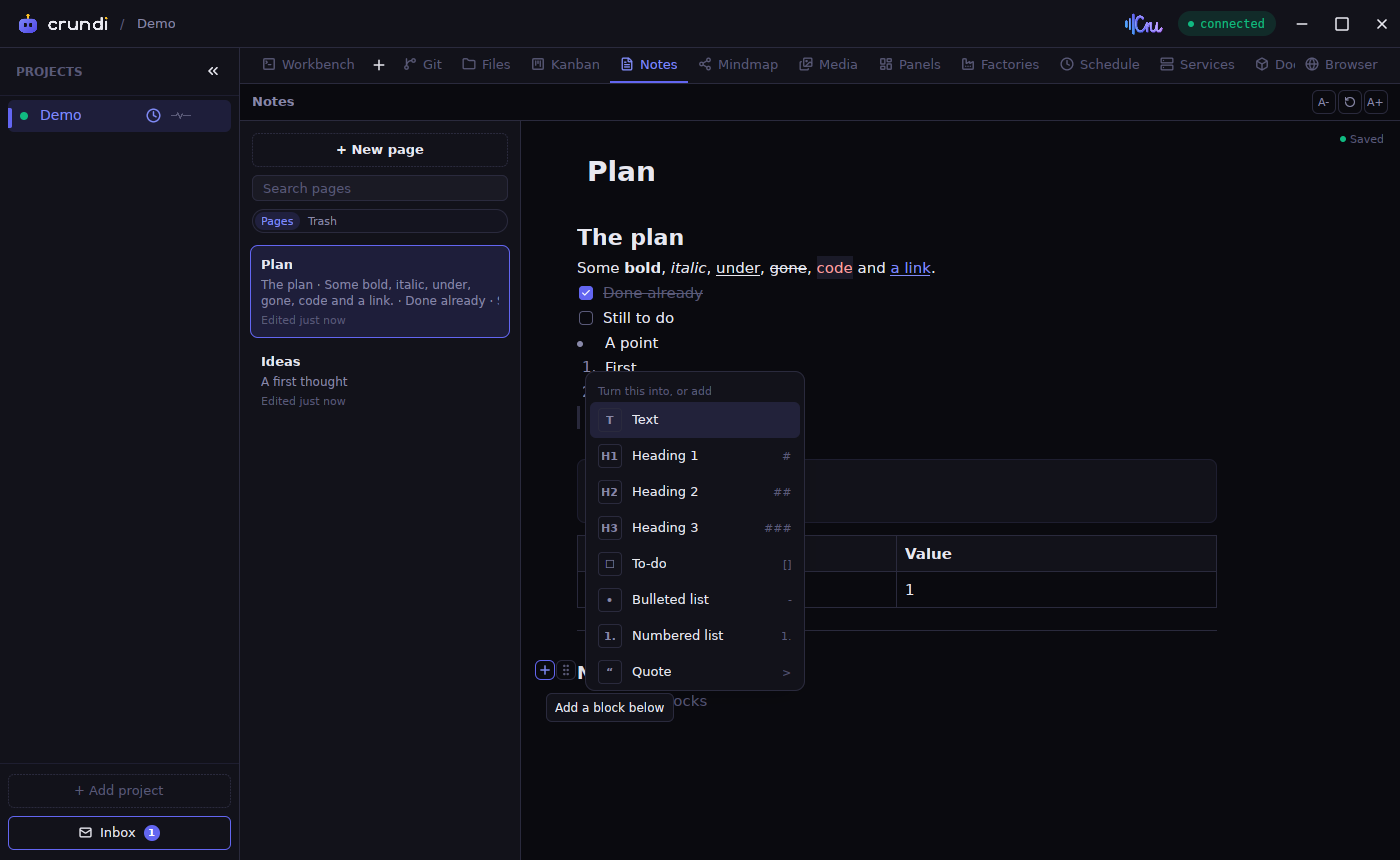 crundi / Demo
Cru
connected
PROJECTS
Workbench
Git
Files
Kanban
Notes
Mindmap
Media
Panels
Factories
Schedule
Services
Browser
Demo
Notes
A-
A+
+ New page
Search pages
Pages
Trash
Plan
The plan · Some bold, italic, under,
gone, code and a link. · Done already ·
Edited just now
Ideas
A first thought
Edited just now
Saved
Plan
The plan
Some bold, italic, under, gone, code and a link.
Done already
Still to do
A point
1. First
Turn this into, or add
T Text
H1 Heading 1 #
H2 Heading 2 ##
H3 Heading 3 ###
To-do []
• Bulleted list -
1. Numbered list 1.
“ Quote >
Value
1
Add a block below
+ Add project
Inbox 1